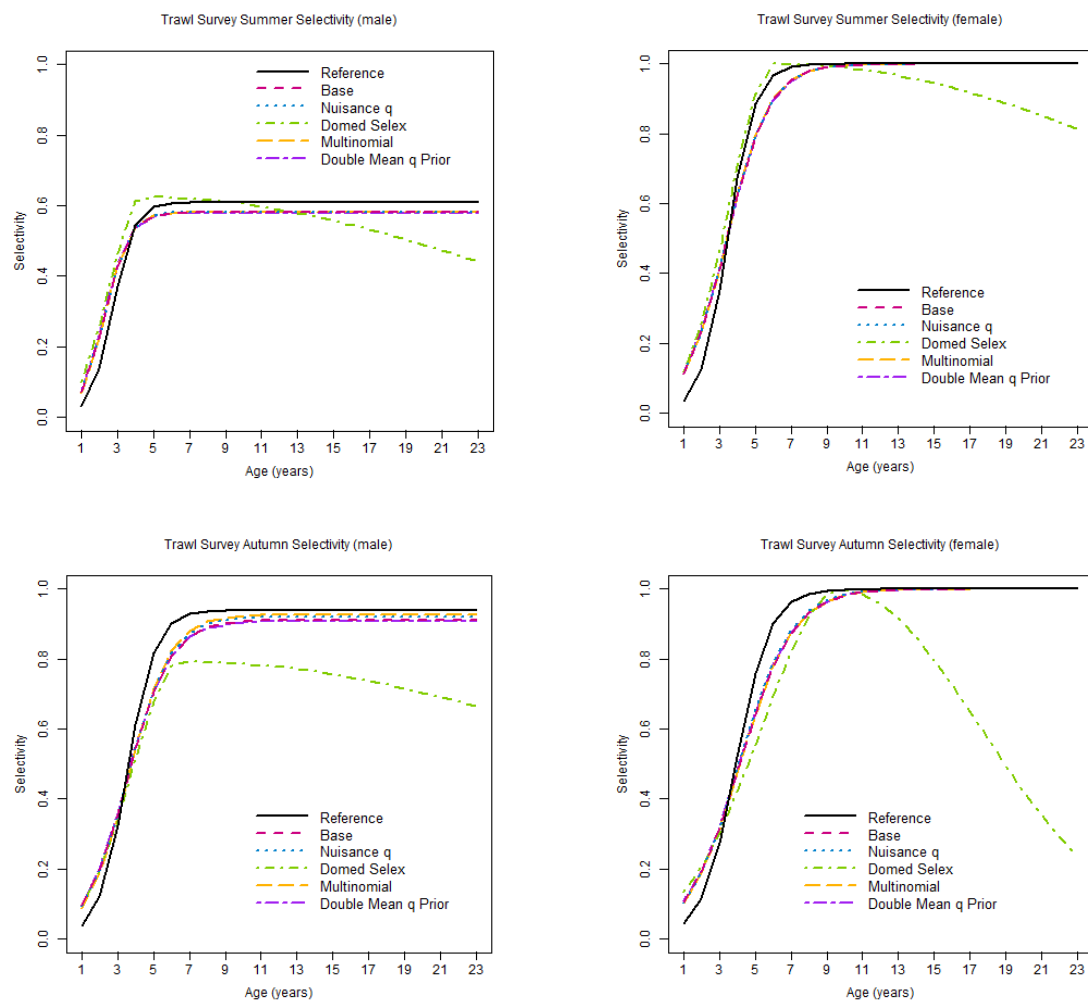 Trawl Survey Summer Selectivity (male)
1.0
0.8
0.6
0.4
0.2
0.0
Selectivity
Reference
Base
Nuisance q
Domed Selex
Multinomial
Double Mean q Prior
1 3 5 7 9 11 13 15 17 19 21 23
Age (years)
Trawl Survey Summer Selectivity (female)
1.0
0.8
0.6
0.4
0.2
0.0
Selectivity
Reference
Base
Nuisance q
Domed Selex
Multinomial
Double Mean q Prior
1 3 5 7 9 11 13 15 17 19 21 23
Age (years)
Trawl Survey Autumn Selectivity (male)
1.0
0.8
0.6
0.4
0.2
0.0
Selectivity
Reference
Base
Nuisance q
Domed Selex
Multinomial
Double Mean q Prior
1 3 5 7 9 11 13 15 17 19 21 23
Age (years)
Trawl Survey Autumn Selectivity (female)
1.0
0.8
0.6
0.4
0.2
0.0
Selectivity
Reference
Base
Nuisance q
Domed Selex
Multinomial
Double Mean q Prior
1 3 5 7 9 11 13 15 17 19 21 23
Age (years)